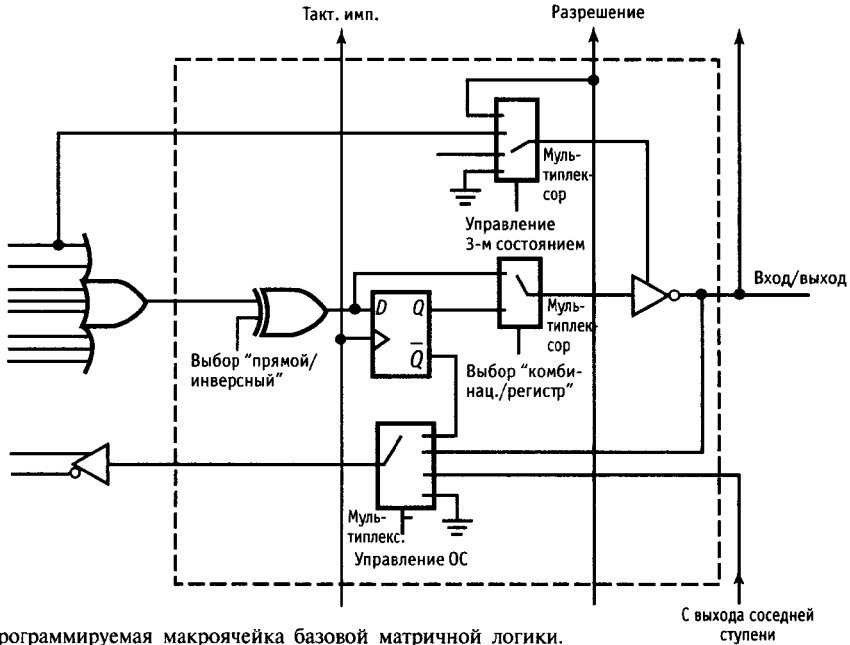 Такт. имп.
Разрешение
Муль-
типлек-
сор
Управление
3-м состоянием
Вход/выход
D Q
Q
Муль-
типлек-
сор
Выбор "прямой/
инверсный"
Выбор "комби-
нац./регистр"
Муль-
типлекс.
Управление ОС
С выхода соседней
ступени
рограммируемая макроячейка базовой матричной логики.